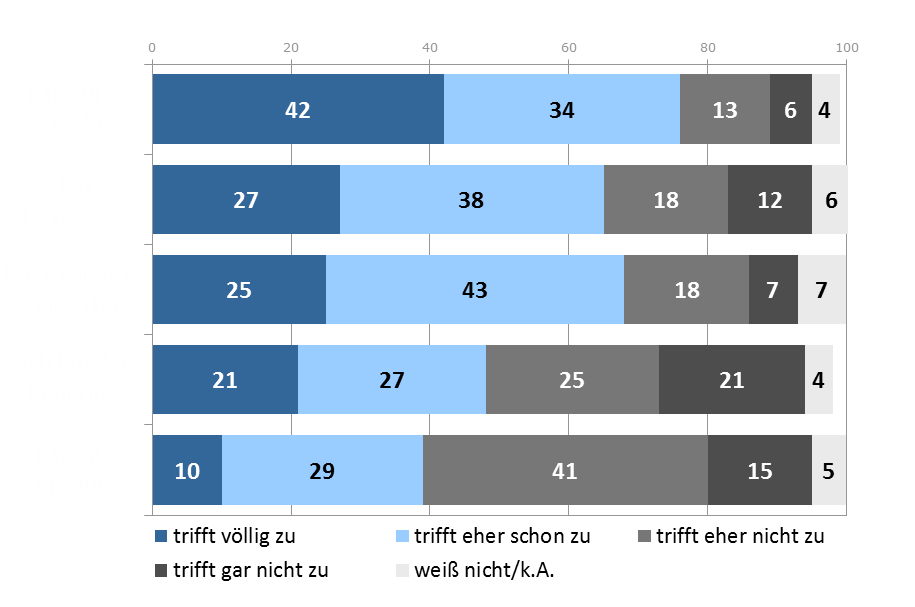 0 20 40 60 80 100
42 34 13 6 4
27 38 18 12 6
25 43 18 7 7
21 27 25 21 4
10 29 41 15 5
trifft völlig zu trifft eher schon zu trifft eher nicht zu
trifft gar nicht zu weiß nicht/k.A.